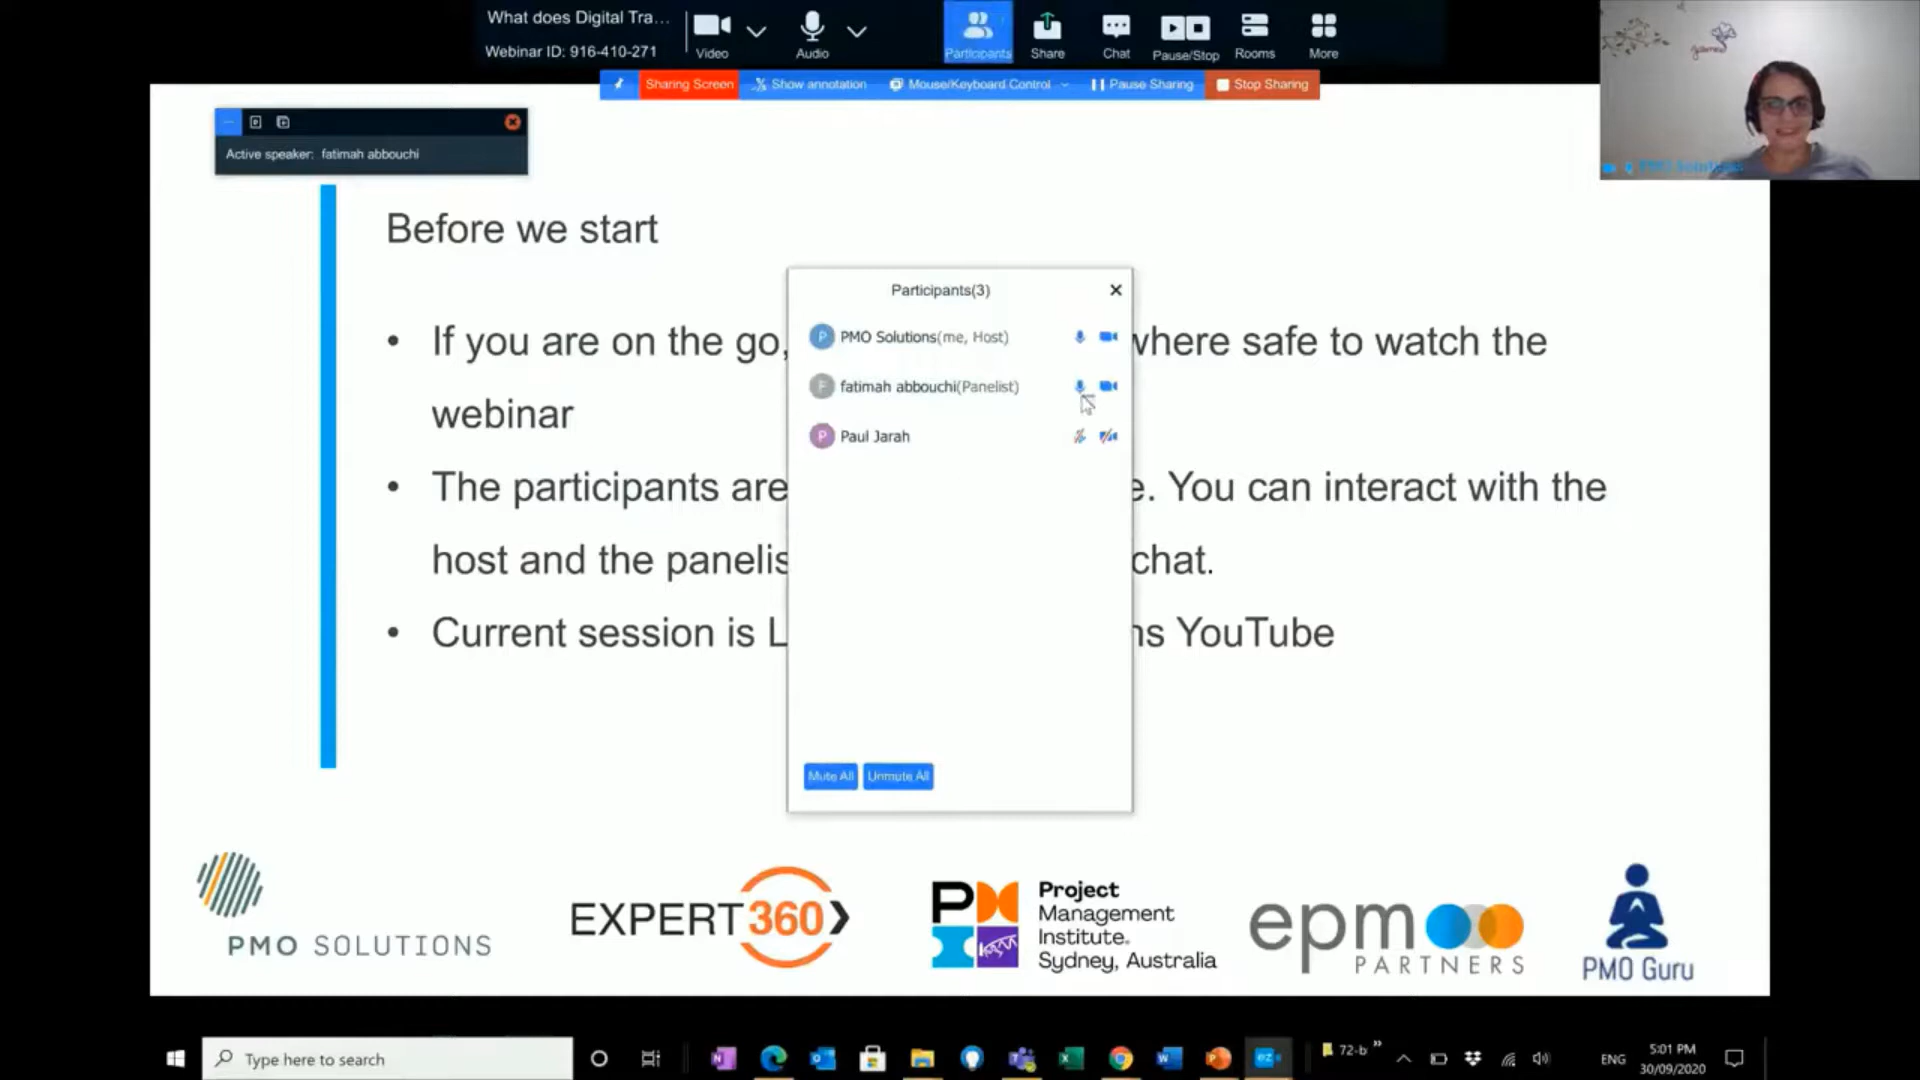 What does Digital Tra...
Webinar ID: 916-410-271
Video
Audio
Participants
Share
Chat
Pause/Stop
Rooms
More
Sharing Screen
Show annotation
Mouse/Keyboard Control
Pause Sharing
Stop Sharing
PMO Solutions
Active speaker: fatimah abbouchi
Before we start
Participants(3)
P PMO Solutions(me, Host)
F fatimah abbouchi(Panelist)
P Paul Jarah
Mute All
Unmute All
• If you are on the go, where safe to watch the
webinar
• The participants are e. You can interact with the
host and the panelis chat.
• Current session is L ns YouTube
PMO SOLUTIONS
EXPERT360
Project
Management
Institute.
Sydney, Australia
epm
PARTNERS
PMO Guru
Type here to search
72-b
ENG
5:01 PM
30/09/2020